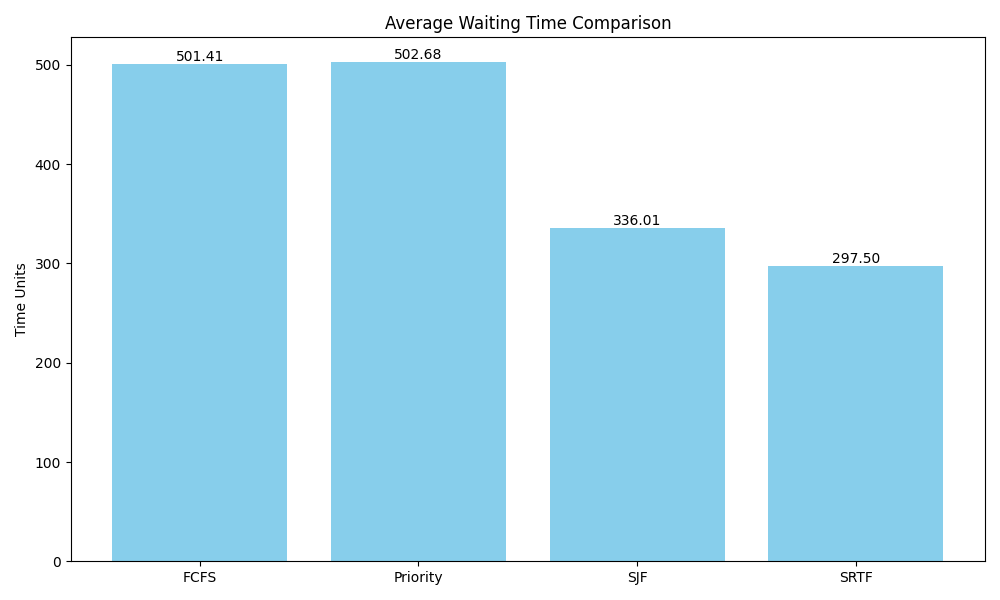 Average Waiting Time Comparison
501.41
502.68
336.01
297.50
500
400
300
200
100
0
Time Units
FCFS
Priority
SJF
SRTF